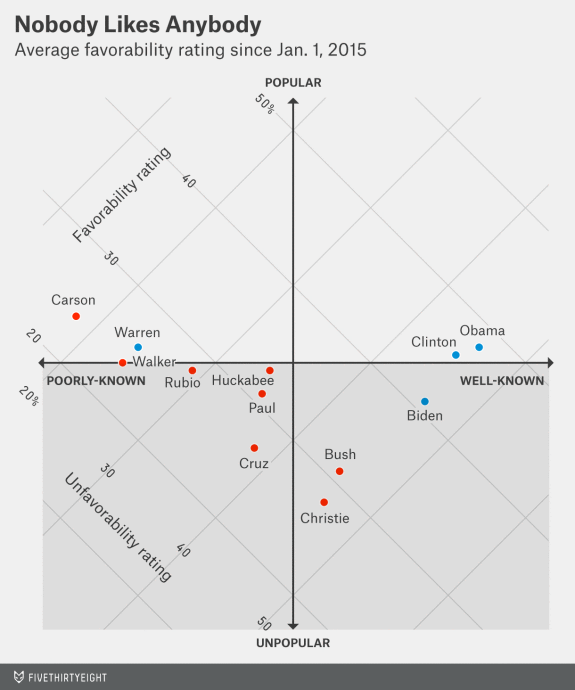 Nobody Likes Anybody
Average favorability rating since Jan. 1, 2015
POPULAR
50%
40
Favorability rating
30
Carson
20
Warren
Clinton
Obama
Walker
POORLY-KNOWN
Rubio
Huckabee
WELL-KNOWN
20%
Paul
Biden
Cruz
Bush
30
Unfavorability rating
Christie
40
50
UNPOPULAR
FIVETHIRTYEIGHT